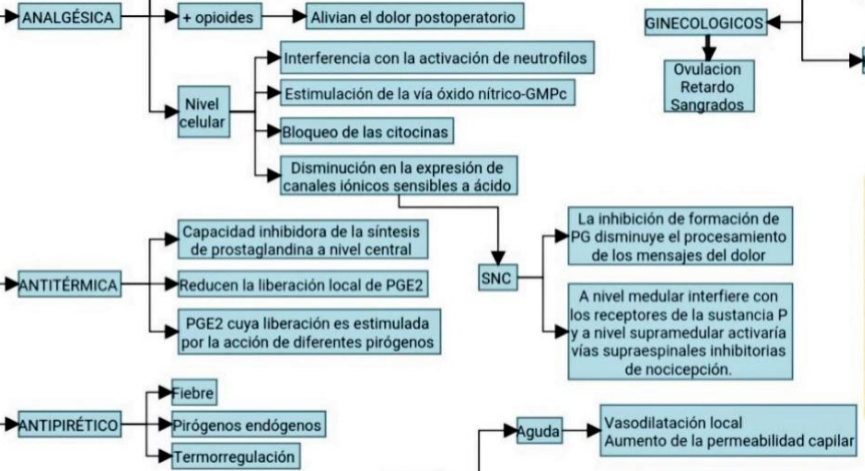 ANALGÉSICA
+ opioides
Alivian el dolor postoperatorio
Nivel
celular
Interferencia con la activación de neutrofilos
Estimulación de la vía óxido nítrico-GMPc
Bloqueo de las citocinas
Disminución en la expresión de
canales iónicos sensibles a ácido
GINECOLOGICOS
Ovulacion
Retardo
Sangrados
SNC
La inhibición de formación de
PG disminuye el procesamiento
de los mensajes del dolor
A nivel medular interfiere con
los receptores de la sustancia P
y a nivel supramedular activaría
vías supraespinales inhibitorias
de nocicepción.
ANTITÉRMICA
Capacidad inhibidora de la síntesis
de prostaglandina a nivel central
Reducen la liberación local de PGE2
PGE2 cuya liberación es estimulada
por la acción de diferentes pirógenos
ANTIPIRÉTICO
Fiebre
Pirógenos endógenos
Termorregulación
Aguda
Vasodilatación local
Aumento de la permeabilidad capilar